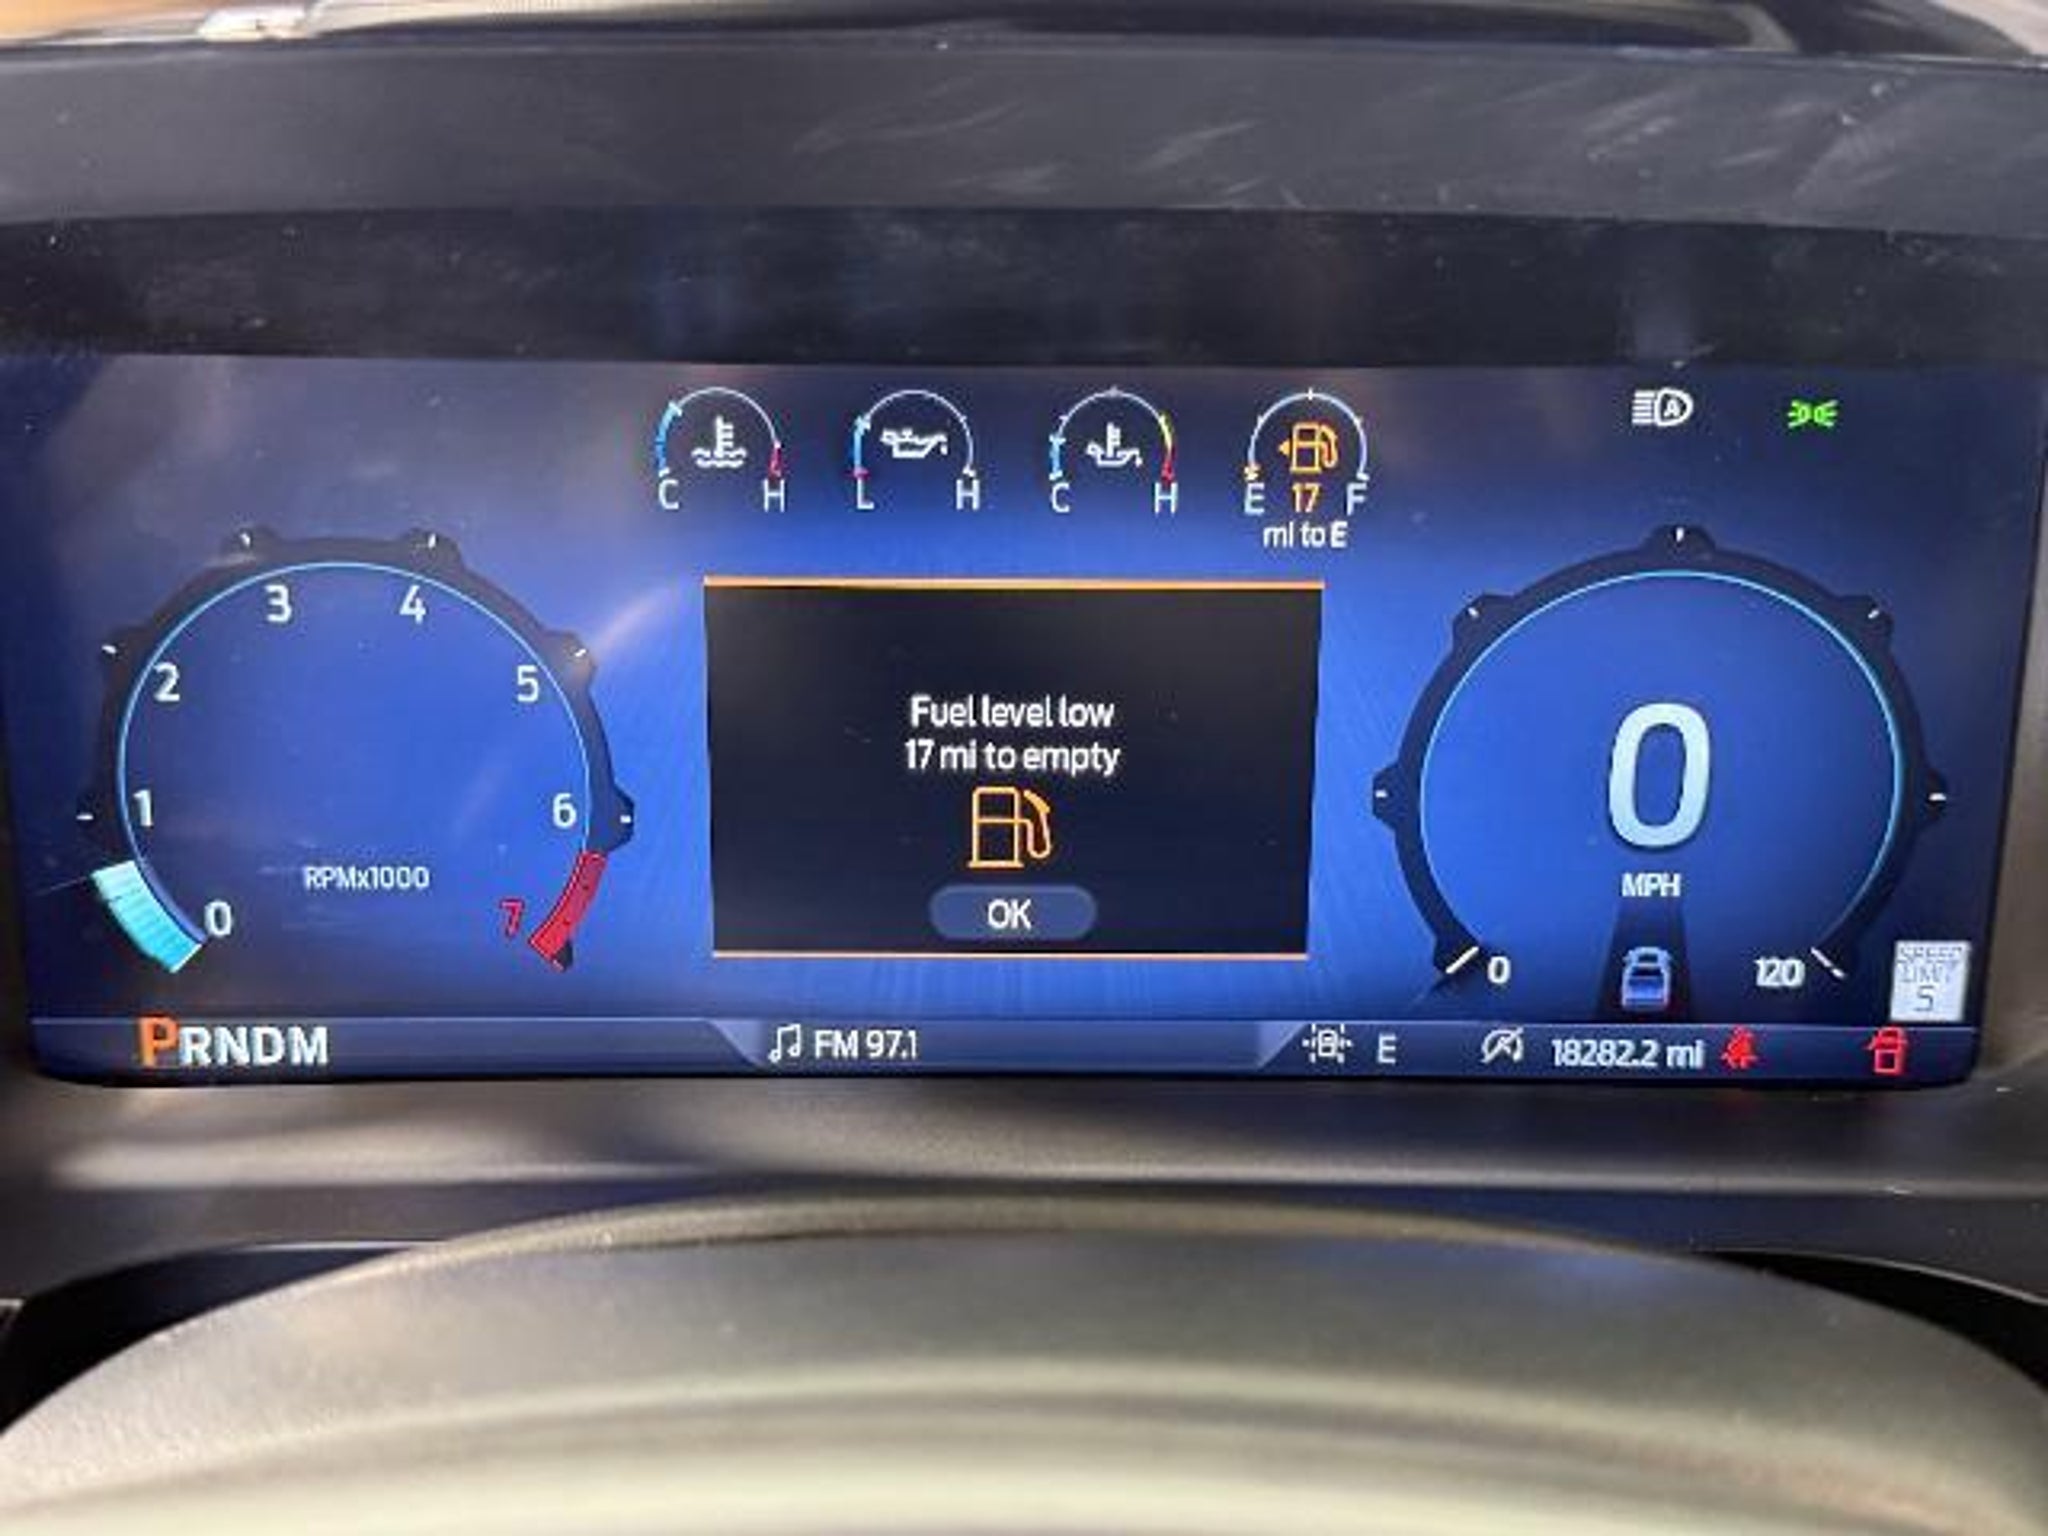 C H
L H
C H
E 17 F
mi to E
0
1
2
3
4
5
6
7
RPMx1000
Fuel level low
17 mi to empty
OK
0
MPH
0
120
SPEED
LIMIT
5
PRNDM
FM 97.1
E
18282.2 mi